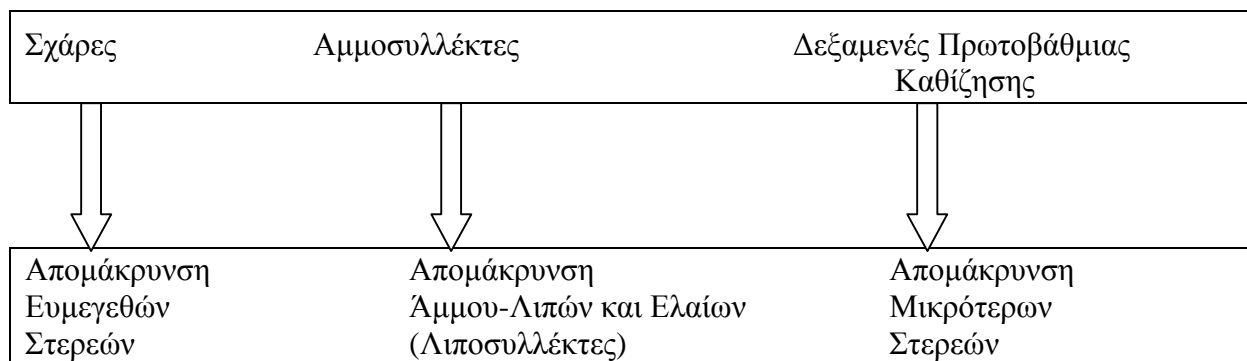 Σχάρες Αμμοσυλλέκτες Δεξαμενές Πρωτοβάθμιας
Καθίζησης
Απομάκρυνση Απομάκρυνση Απομάκρυνση
Ευμεγεθών Άμμου-Λιπών και Ελαίων Μικρότερων
Στερεών (Λιποσυλλέκτες) Στερεών